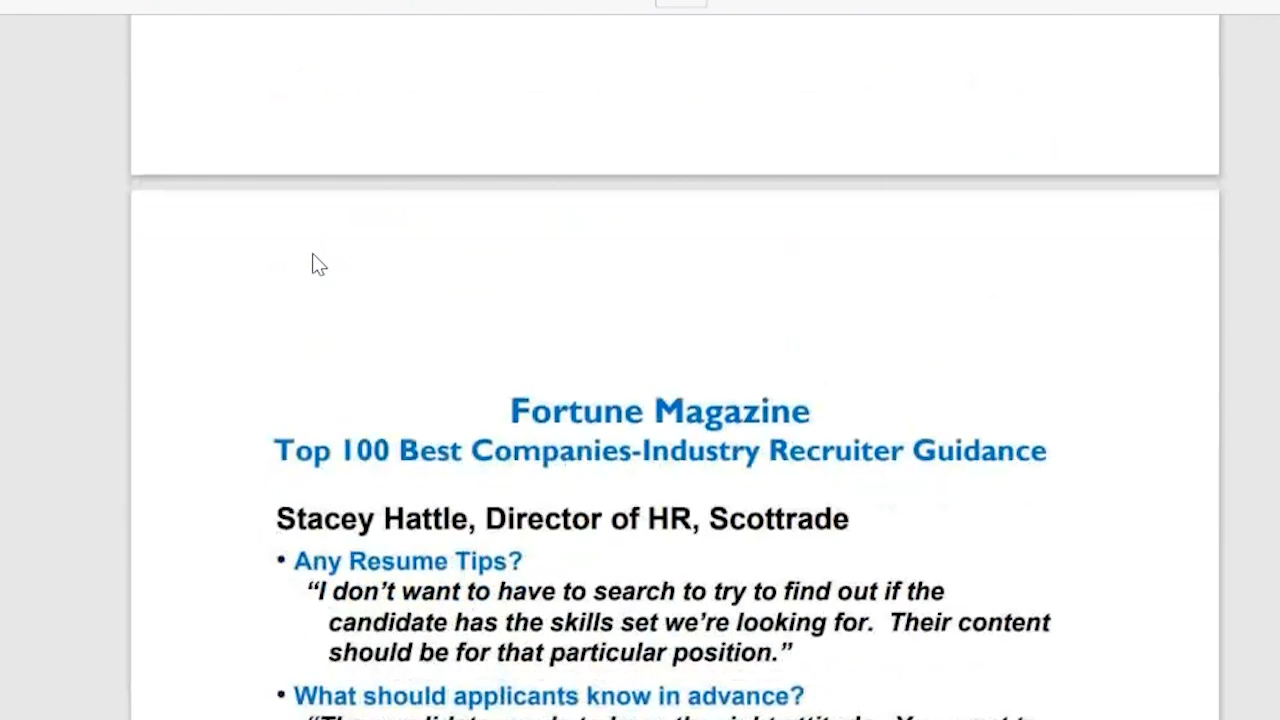 Fortune Magazine
Top 100 Best Companies-Industry Recruiter Guidance
Stacey Hattle, Director of HR, Scottrade
• Any Resume Tips?
“I don’t want to have to search to try to find out if the
candidate has the skills set we’re looking for.  Their content
should be for that particular position.”
• What should applicants know in advance?